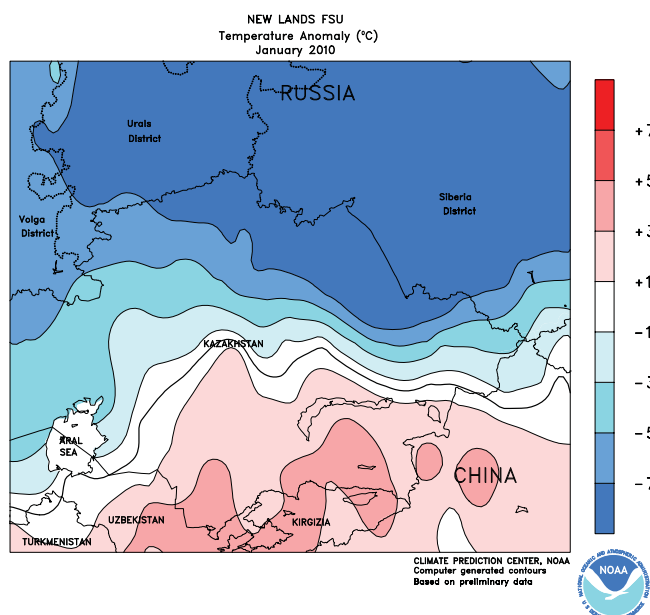 NEW LANDS FSU
Temperature Anomaly (°C)
January 2010
RUSSIA
Urals
District
Siberia
District
Volga
District
KAZAKHSTAN
ARAL
SEA
CHINA
UZBEKISTAN
KIRGIZIA
TURKMENISTAN
+7
+5
+3
+1
-1
-3
-5
-7
CLIMATE PREDICTION CENTER, NOAA
Computer generated contours
Based on preliminary data
NOAA